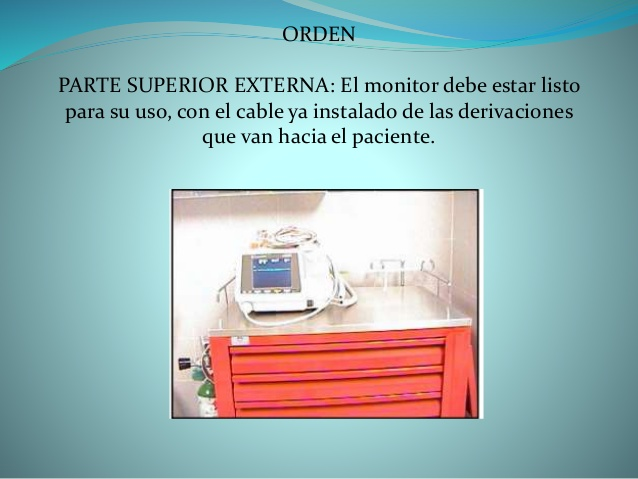 ORDEN
PARTE SUPERIOR EXTERNA: El monitor debe estar listo
para su uso, con el cable ya instalado de las derivaciones
que van hacia el paciente.